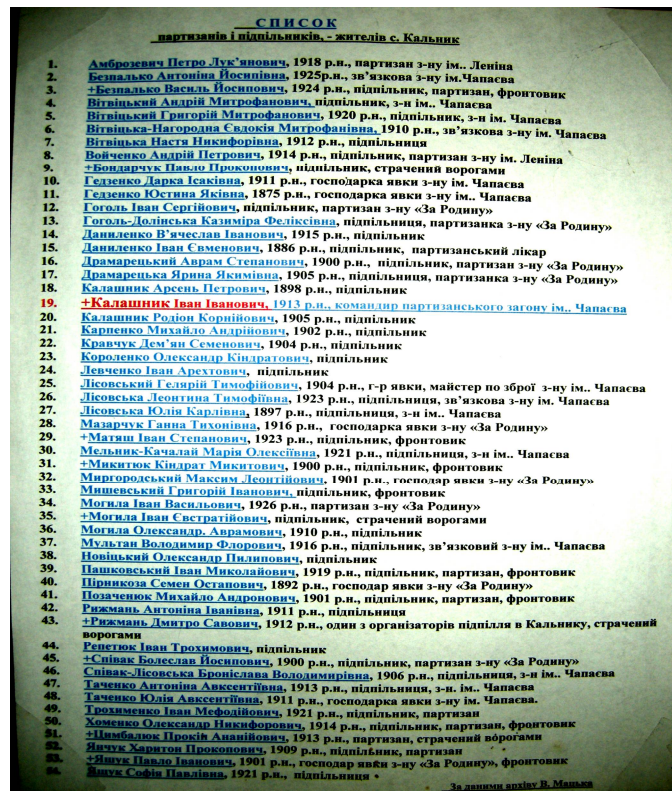 С П И С О К
партизанів і підпільників, - жителів с. Кальник
1. Амброзевич Петро Лук’янович, 1918 р.н., партизан з-ну ім.. Леніна
2. Безпалько Антоніна Йосипівна, 1925р.н., зв’язкова з-ну ім.Чапаєва
3. +Безпалько Василь Йосипович, 1924 р.н., підпільник, партизан, фронтовик
4. Вітвіцький Андрій Митрофанович, підпільник, з-н ім.. Чапаєва
5. Вітвіцький Григорій Митрофанович, 1920 р.н., підпільник, з-н ім.. Чапаєва
6. Вітвіцька-Нагородна Євдокія Митрофанівна, 1910 р.н., зв’язкова з-ну ім. Чапаєва
7. Вітвіцька Настя Никифорівна, 1912 р.н., підпільниця
8. Войченко Андрій Петрович, 1914 р.н., підпільник, партизан з-ну ім. Леніна
9. +Бондарчук Павло Прокопович, підпільник, страчений ворогами
10. Гедзенко Дарка Ісаківна, 1911 р.н., господарка явки з-ну ім. Чапаєва
11. Гедзенко Юстина Яківна, 1875 р.н., господарка явки з-ну ім.. Чапаєва
12. Гоголь Іван Сергійович, підпільник, партизан з-ну «За Родину»
13. Гоголь-Долінська Казиміра Феліксівна, підпільниця, партизанка з-ну «За Родину»
14. Даниленко В’ячеслав Іванович, 1915 р.н., підпільник
15. Даниленко Іван Євменович, 1886 р.н., підпільник, партизанський лікар
16. Драмарецький Аврам Степанович, 1900 р.н., підпільник, партизан з-ну «За Родину»
17. Драмарецька Ярина Якимівна, 1905 р.н., підпільниця, партизанка з-ну «За Родину»
18. Калашник Арсень Петрович, 1898 р.н., підпільник
19. +Калашник Іван Іванович, 1913 р.н., командир партизанського загону ім.. Чапаєва
20. Калашник Родіон Корнійович, 1905 р.н., підпільник
21. Карпенко Михайло Андрійович, 1902 р.н., підпільник
22. Кравчук Дем’ян Семенович, 1904 р.н., підпільник
23. Короленко Олександр Кіндратович, підпільник
24. Левченко Іван Арехтович, підпільник
25. Лісовський Гелярій Тимофійович, 1904 р.н., г-р явки, майстер по зброї з-ну ім.. Чапаєва
26. Лісовська Леонтина Тимофіївна, 1923 р.н., підпільниця, зв’язкова з-ну ім. Чапаєва
27. Лісовська Юлія Карлівна, 1897 р.н., підпільниця, з-н ім.. Чапаєва
28. Мазарчук Ганна Тихонівна, 1916 р.н., господарка явки з-ну «За Родину»
29. +Матяш Іван Степанович, 1923 р.н., підпільник, фронтовик
30. Мельник-Качалай Марія Олексіївна, 1921 р.н., підпільниця, з-н ім.. Чапаєва
31. +Микитюк Кіндрат Микитович, 1900 р.н., підпільник, фронтовик
32. Миргородський Максим Леонтійович, 1901 р.н., господар явки з-ну «За Родину»
33. Мишевський Григорій Іванович, підпільник, фронтовик
34. Могила Іван Васильович, 1926 р.н., партизан з-ну «За Родину»
35. +Могила Іван Євстратійович, підпільник, страчений ворогами
36. Могила Олександр. Аврамович, 1910 р.н., підпільник
37. Мультан Володимир Флорович, 1916 р.н., підпільник, зв’язковий з-ну ім.. Чапаєва
38. Новіцький Олександр Пилипович, підпільник
39. Пашковський Іван Миколайович, 1919 р.н., підпільник, партизан, фронтовик
40. Пірникоза Семен Остапович, 1892 р.н., господар явки з-ну «За Родину»
41. Позаченюк Михайло Андронович, 1901 р.н., підпільник, партизан, фронтовик
42. Рижмань Антоніна Іванівна, 1911 р.н., підпільниця
43. +Рижмань Дмитро Савович, 1912 р.н., один з організаторів підпілля в Кальнику, страчений
ворогами
44. Репетюк Іван Трохимович, підпільник
45. +Співак Болеслав Йосипович, 1900 р.н., підпільник, партизан з-ну «За Родину»
46. Співак-Лісовська Броніслава Володимирівна, 1906 р.н., підпільниця, з-н ім.. Чапаєва
47. Таченко Антоніна Авксентіївна, 1913 р.н., підпільниця, з-н. ім.. Чапаєва
48. Таченко Юлія Авксентіївна, 1911 р.н., господарка явки з-ну ім. Чапаєва.
49. Трохименко Іван Мефодійович, 1921 р.н., підпільник, партизан
50. Хоменко Олександр Никифорович, 1914 р.н., підпільник, партизан, фронтовик
51. +Цимбалюк Прокіп Ананійович, 1913 р.н., партизан, страчений ворогами
52. Янчук Харитон Прокопович, 1909 р.н., підпільник, партизан
53. +Ящук Павло Іванович, 1901 р.н., господар явки з-ну «За Родину», фронтовик
54. Ящук Софія Павлівна, 1921 р.н., підпільниця
За даними архіву В. Мацька